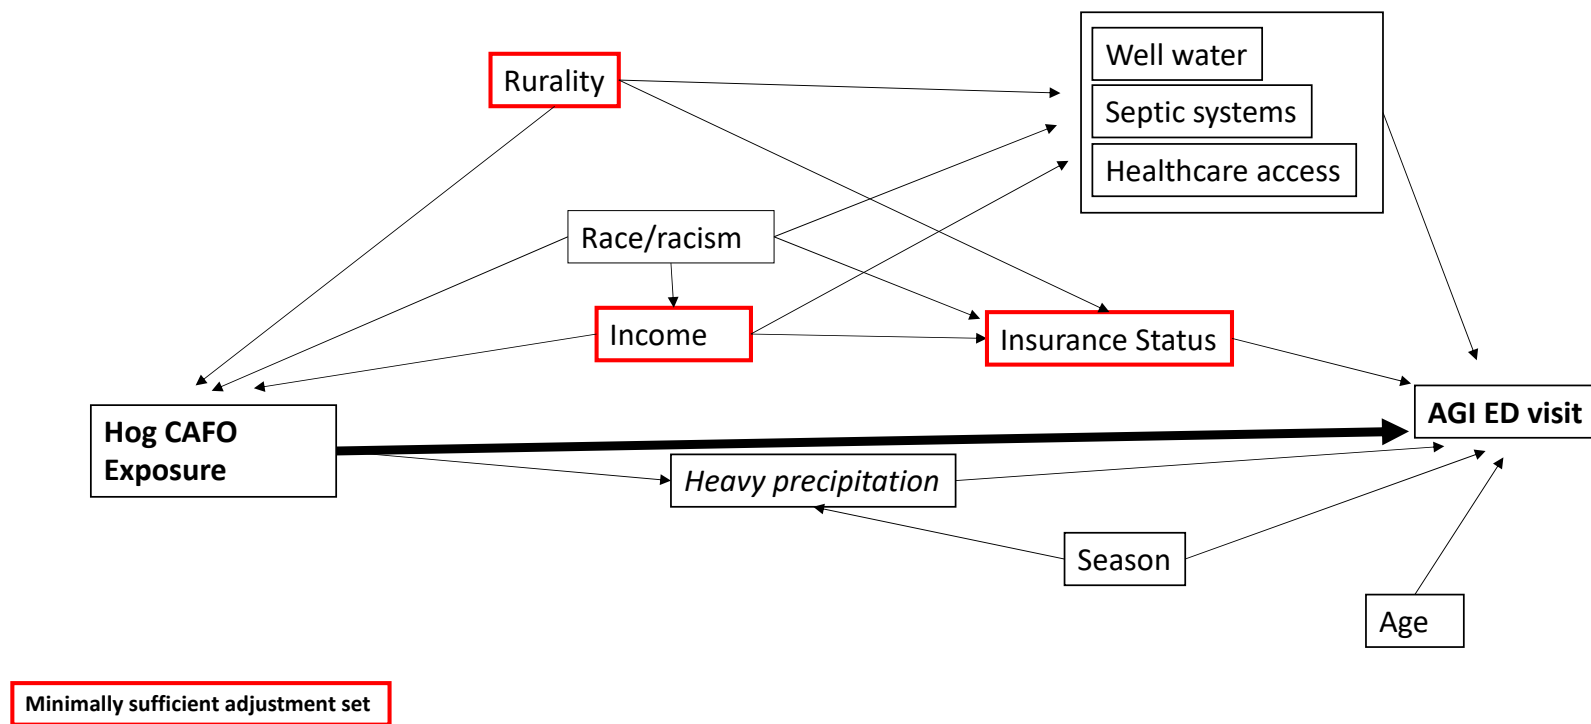 Rurality
Well water
Septic systems
Healthcare access
Race/racism
Income
Insurance Status
Hog CAFO
Exposure
AGI ED visit
Heavy precipitation
Season
Age
Minimally sufficient adjustment set